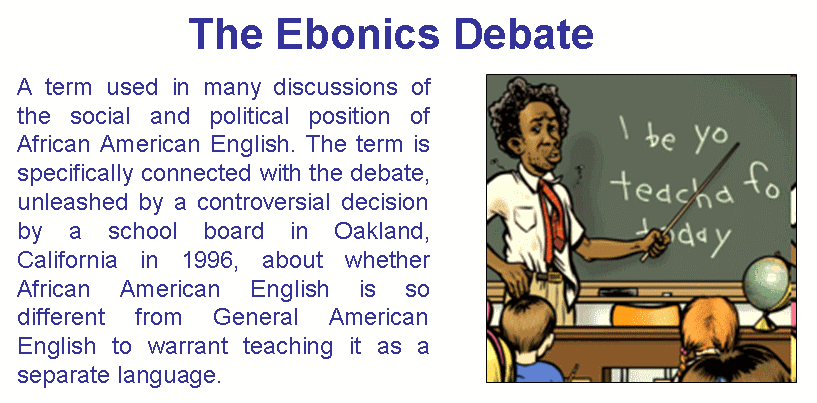 The Ebonics Debate
A term used in many discussions of
the social and political position of
African American English. The term is
specifically connected with the debate,
unleashed by a controversial decision
by a school board in Oakland,
California in 1996, about whether
African American English is so
different from General American
English to warrant teaching it as a
separate language.
I be yo
teacha fo
today